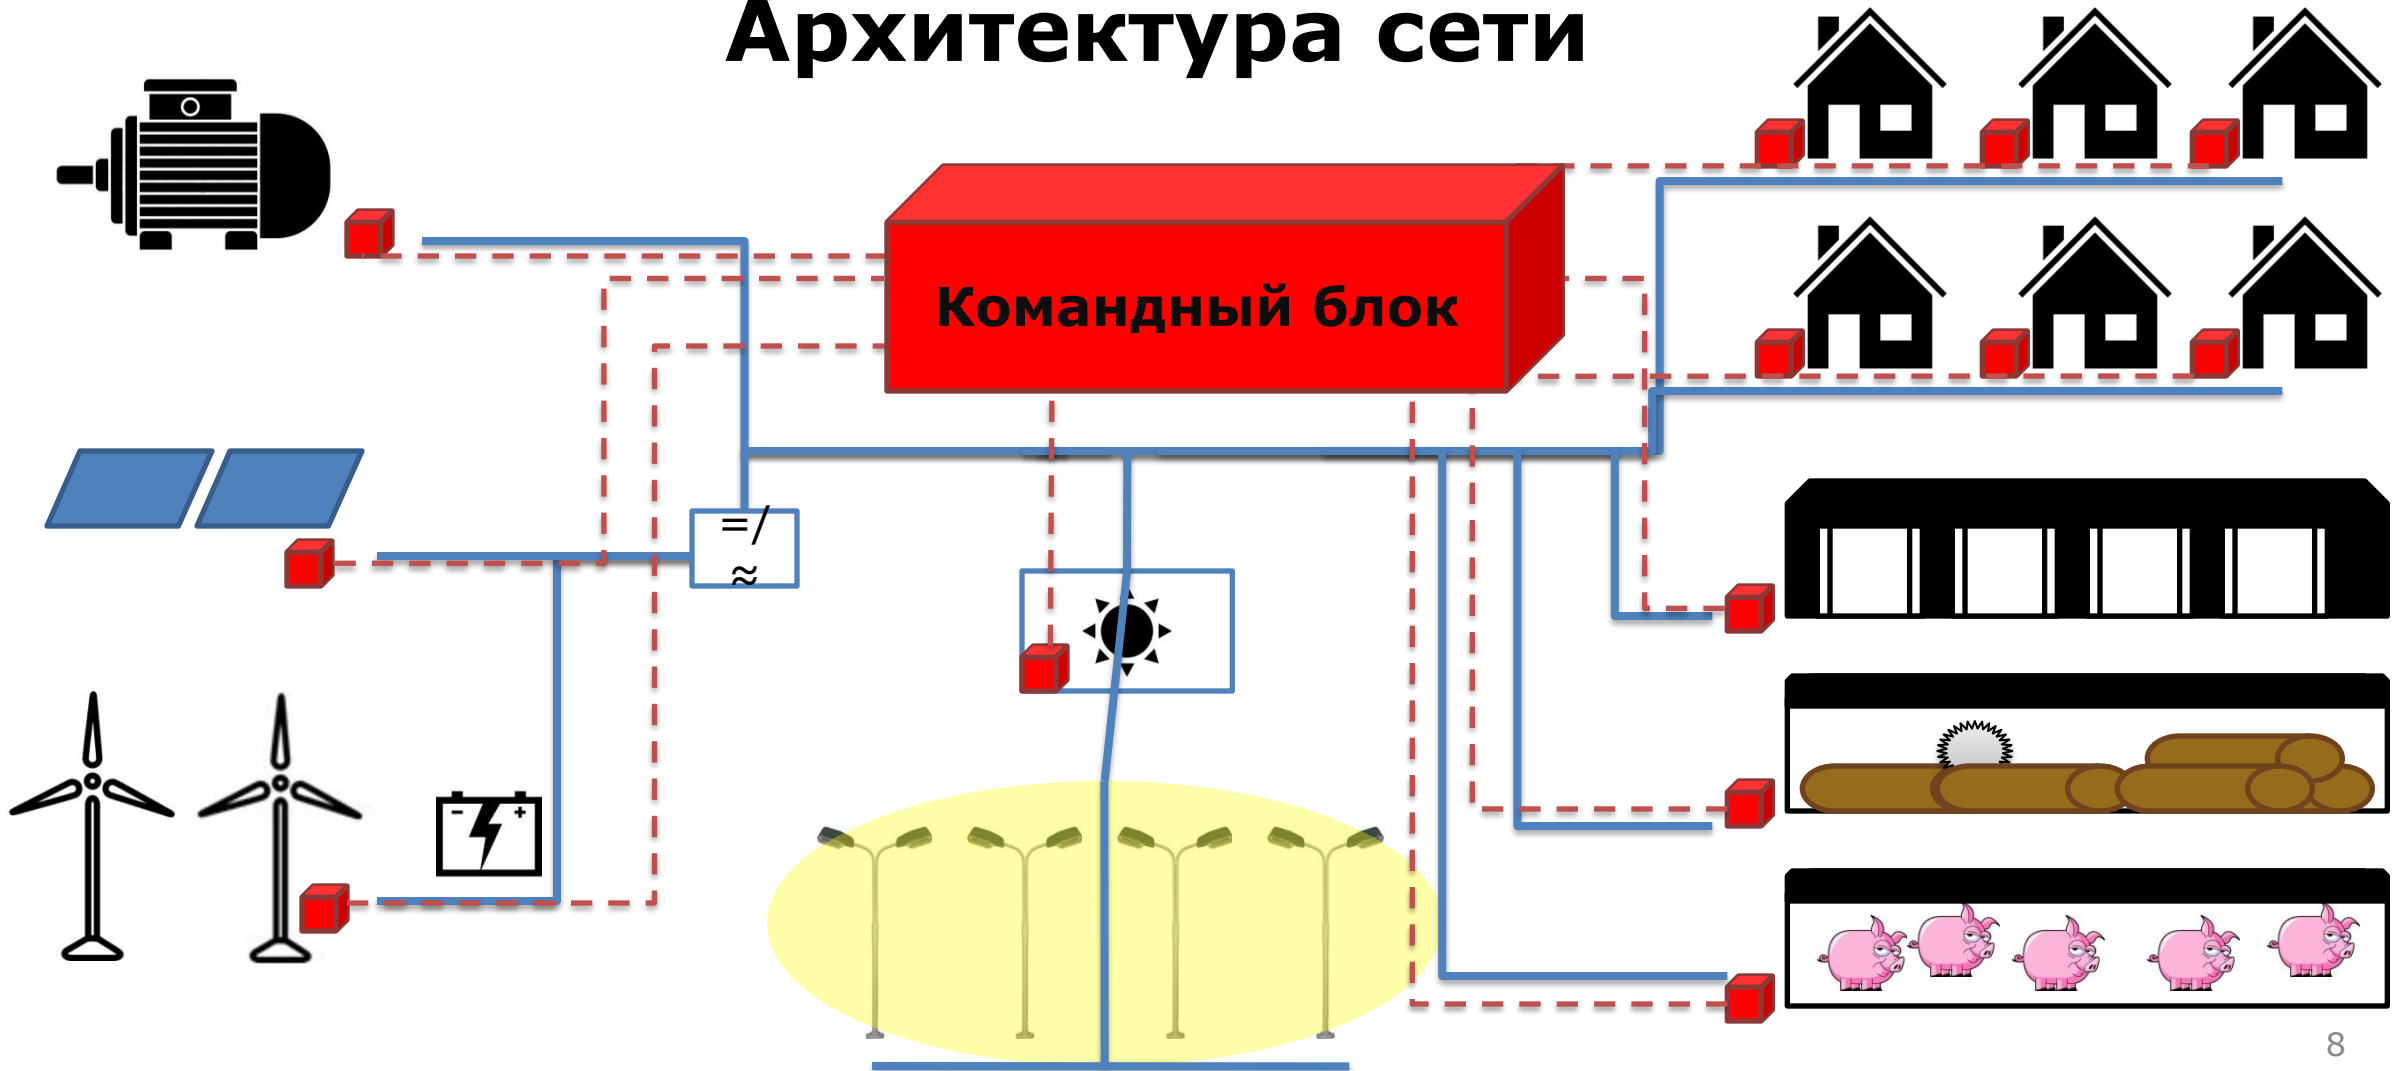 Архитектура сети
Командный блок
=/
≈
- +
8